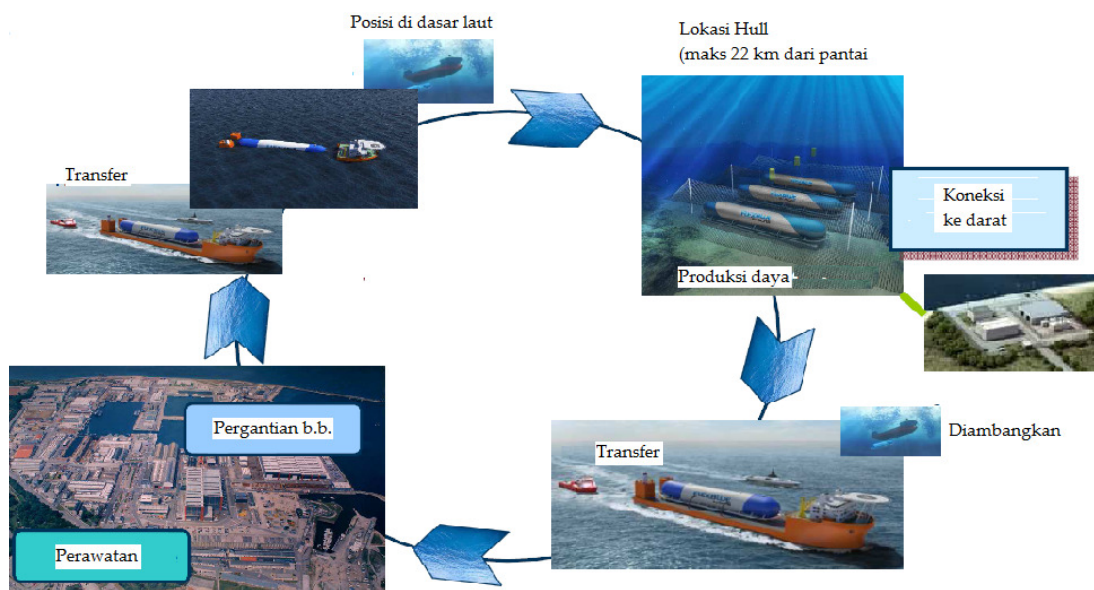 Posisi di dasar laut
Lokasi Hull
(maks 22 km dari pantai
Transfer
Koneksi
ke darat
Produksi daya
Pergantian b.b.
Transfer
Diambangkan
Perawatan